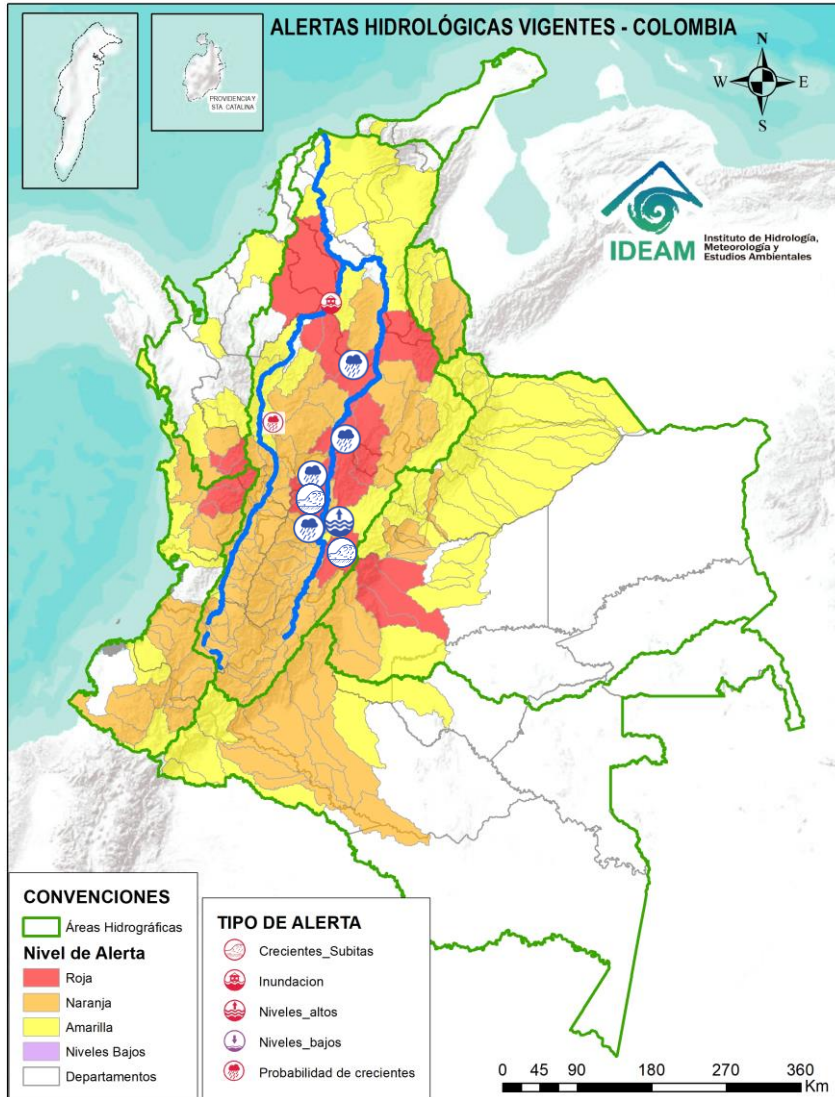 ALERTAS HIDROLÓGICAS VIGENTES - COLOMBIA
PROVIDENCIA Y
STA. CATALINA
N
W
E
S
IDEAM
Instituto de Hidrología,
Meteorología y
Estudios Ambientales
CONVENCIONES
Áreas Hidrográficas
Nivel de Alerta
Roja
Naranja
Amarilla
Niveles Bajos
Departamentos
TIPO DE ALERTA
Crecientes_Subitas
Inundacion
Niveles_altos
Niveles_bajos
Probabilidad de crecientes
0 45 90 180 270 360
Km